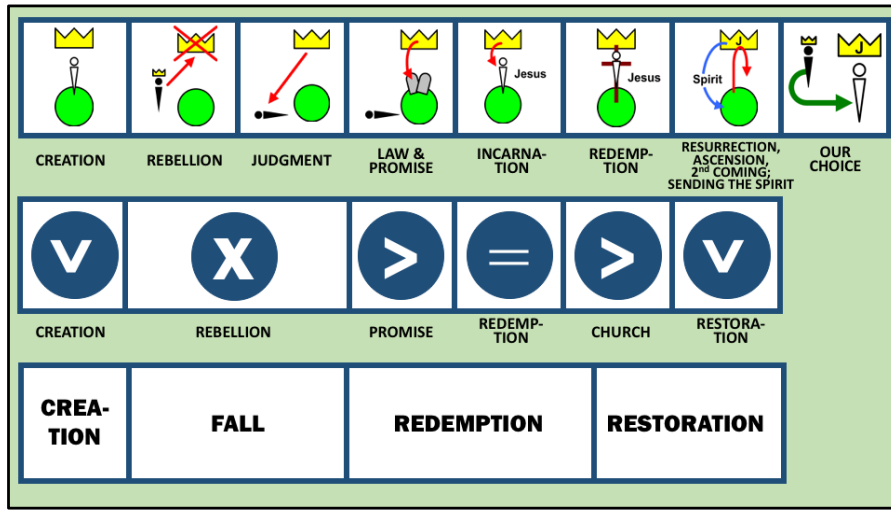 Jesus
Jesus
J
Spirit
J
CREATION
REBELLION
JUDGMENT
LAW &
PROMISE
INCARNA-
TION
REDEMP-
TION
RESURRECTION,
ASCENSION,
2nd COMING;
SENDING THE SPIRIT
OUR
CHOICE
V
X
>
=
>
V
CREATION
REBELLION
PROMISE
REDEMP-
TION
CHURCH
RESTORA-
TION
CREA-
TION
FALL
REDEMPTION
RESTORATION